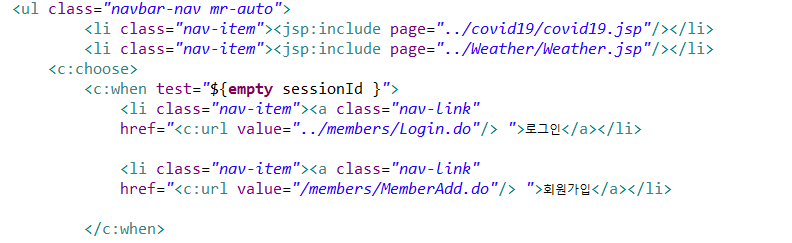 <ul class="navbar-nav mr-auto">
<li class="nav-item"><jsp:include page="../covid19/covid19.jsp"/></li>
<li class="nav-item"><jsp:include page="../Weather/Weather.jsp"/></li>
<c:choose>
<c:when test="${empty sessionId }">
<li class="nav-item"><a class="nav-link"
href="<c:url value="../members/Login.do"/> ">로그인</a></li>
<li class="nav-item"><a class="nav-link"
href="<c:url value="/members/MemberAdd.do"/> ">회원가입</a></li>
</c:when>